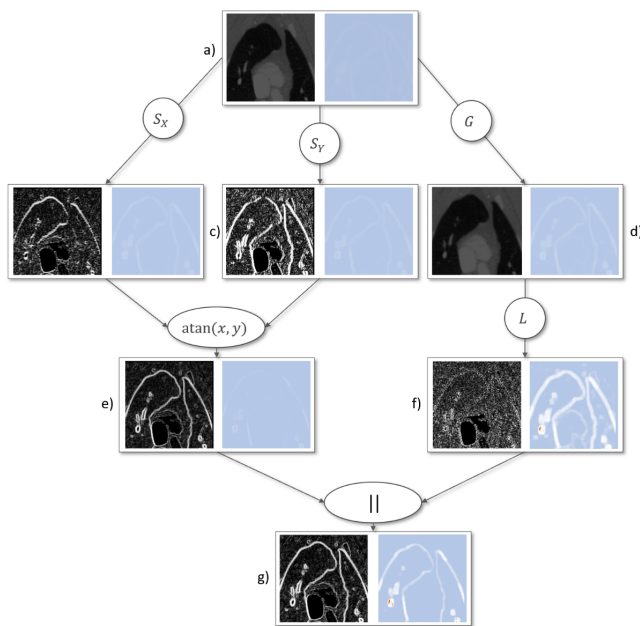 a)
S_X
S_Y
G
c)
d)
atan(x, y)
L
e)
f)
||
g)